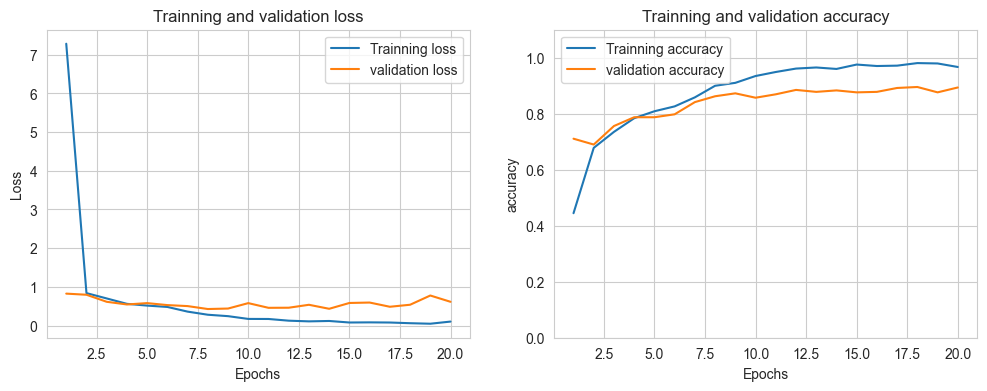 Trainning and validation loss
Trainning loss
validation loss
Loss
7
6
5
4
3
2
1
0
2.5 5.0 7.5 10.0 12.5 15.0 17.5 20.0
Epochs
Trainning and validation accuracy
Trainning accuracy
validation accuracy
accuracy
1.0
0.8
0.6
0.4
0.2
0.0
2.5 5.0 7.5 10.0 12.5 15.0 17.5 20.0
Epochs